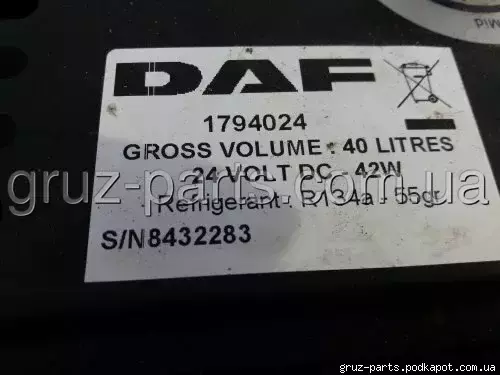 DAF
1794024
GROSS VOLUME : 40 LITRES
24 VOLT DC - 42W
Refrigerant : R134a - 55gr
S/N8432283
gruz-parts.com.ua
gruz-parts.podkapot.com.ua